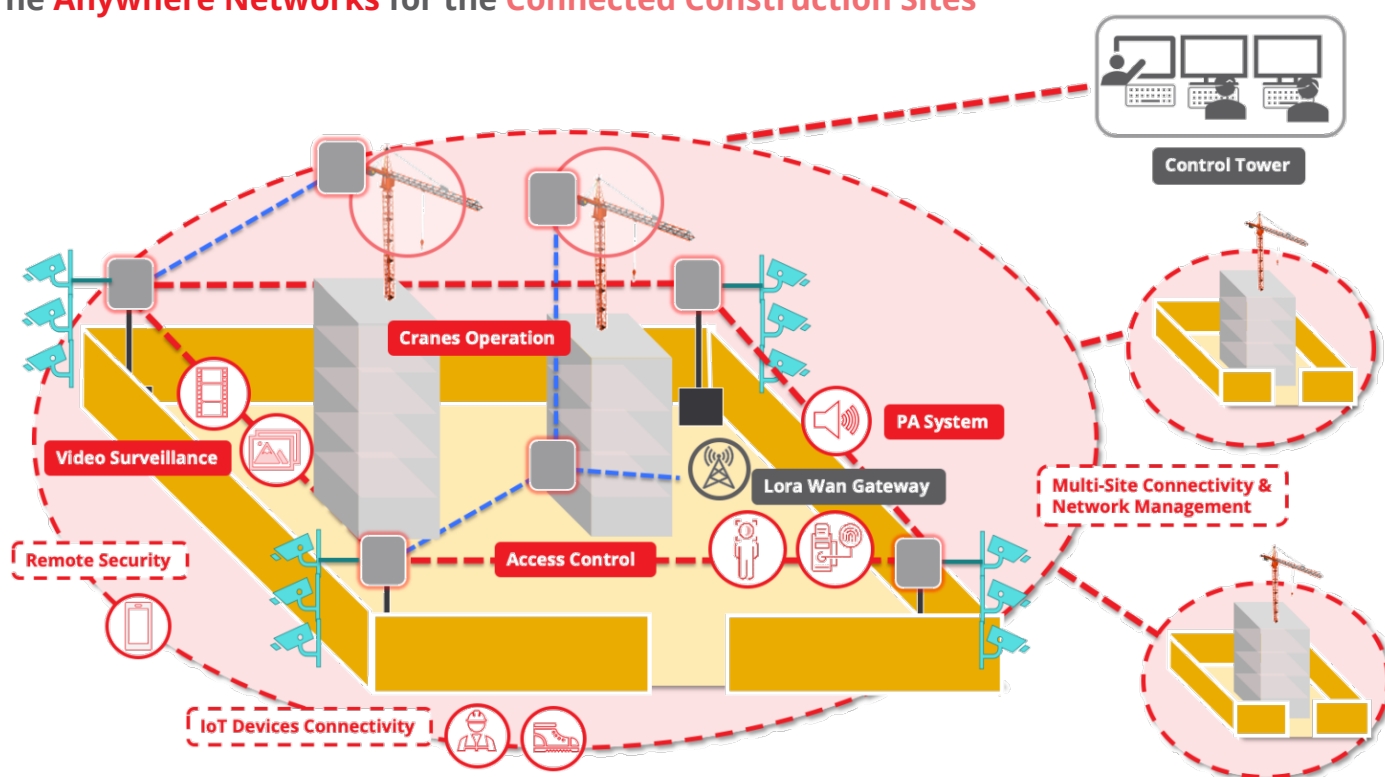 Anywhere Networks for the Connected Construction Sites
Control Tower
Cranes Operation
PA System
Video Surveillance
Lora Wan Gateway
Multi-Site Connectivity &
Network Management
Remote Security
Access Control
IoT Devices Connectivity